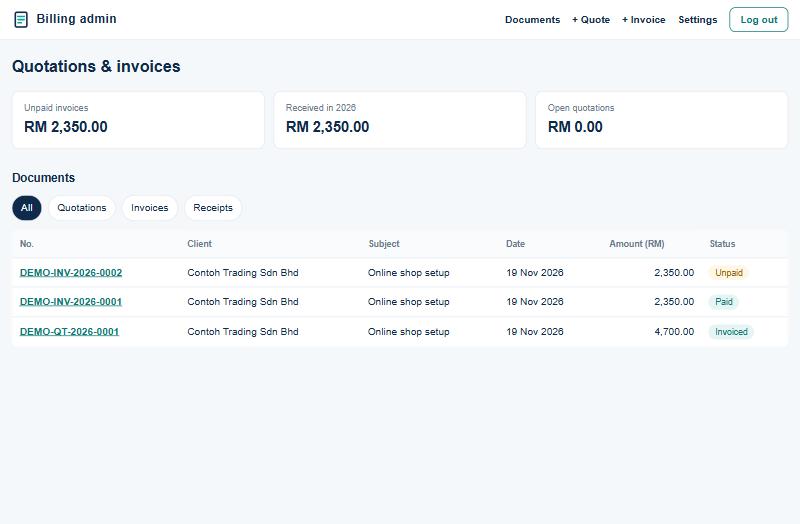 Billing admin
Documents + Quote + Invoice Settings Log out
Quotations & invoices
Unpaid invoices
RM 2,350.00
Received in 2026
RM 2,350.00
Open quotations
RM 0.00
Documents
All Quotations Invoices Receipts
No. Client Subject Date Amount (RM) Status
DEMO-INV-2026-0002 Contoh Trading Sdn Bhd Online shop setup 19 Nov 2026 2,350.00 Unpaid
DEMO-INV-2026-0001 Contoh Trading Sdn Bhd Online shop setup 19 Nov 2026 2,350.00 Paid
DEMO-QT-2026-0001 Contoh Trading Sdn Bhd Online shop setup 19 Nov 2026 4,700.00 Invoiced